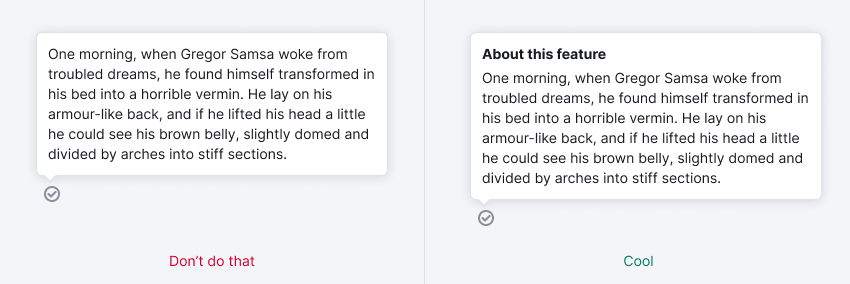 One morning, when Gregor Samsa woke from
troubled dreams, he found himself transformed in
his bed into a horrible vermin. He lay on his
armour-like back, and if he lifted his head a little
he could see his brown belly, slightly domed and
divided by arches into stiff sections.
Don’t do that
About this feature
One morning, when Gregor Samsa woke from
troubled dreams, he found himself transformed in
his bed into a horrible vermin. He lay on his
armour-like back, and if he lifted his head a little
he could see his brown belly, slightly domed and
divided by arches into stiff sections.
Cool